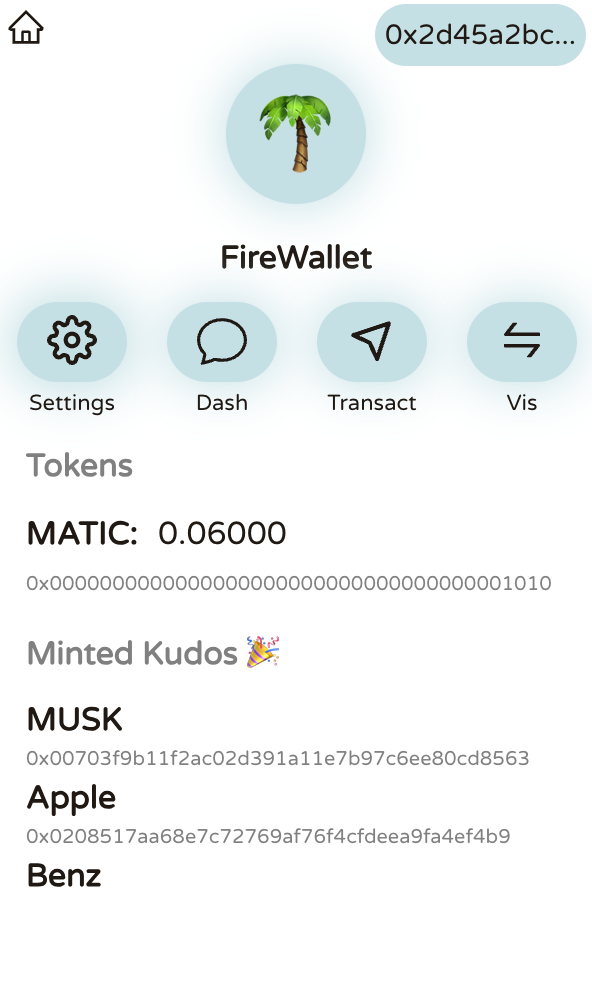 0x2d45a2bc...
FireWallet
Settings Dash Transact Vis
Tokens
MATIC: 0.06000
0x0000000000000000000000000000000000001010
Minted Kudos 🎉
MUSK
0x00703f9b11f2ac02d391a11e7b97c6ee80cd8563
Apple
0x0208517aa68e7c72769af76f4cfdeea9fa4ef4b9
Benz